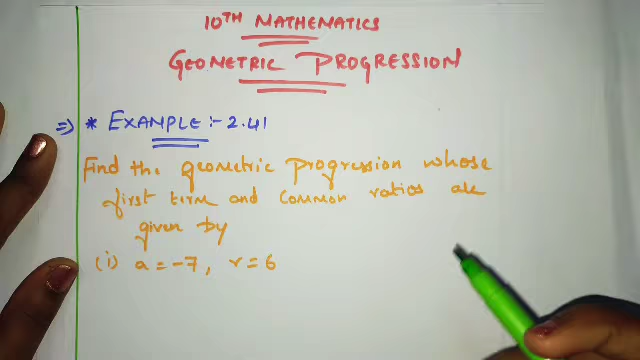 10TH MATHEMATICS
GEOMETRIC PROGRESSION
⇒ * EXAMPLE :- 2.41
Find the geometric progression whose
first term and common ratios are
given by
(i) a = -7, r = 6